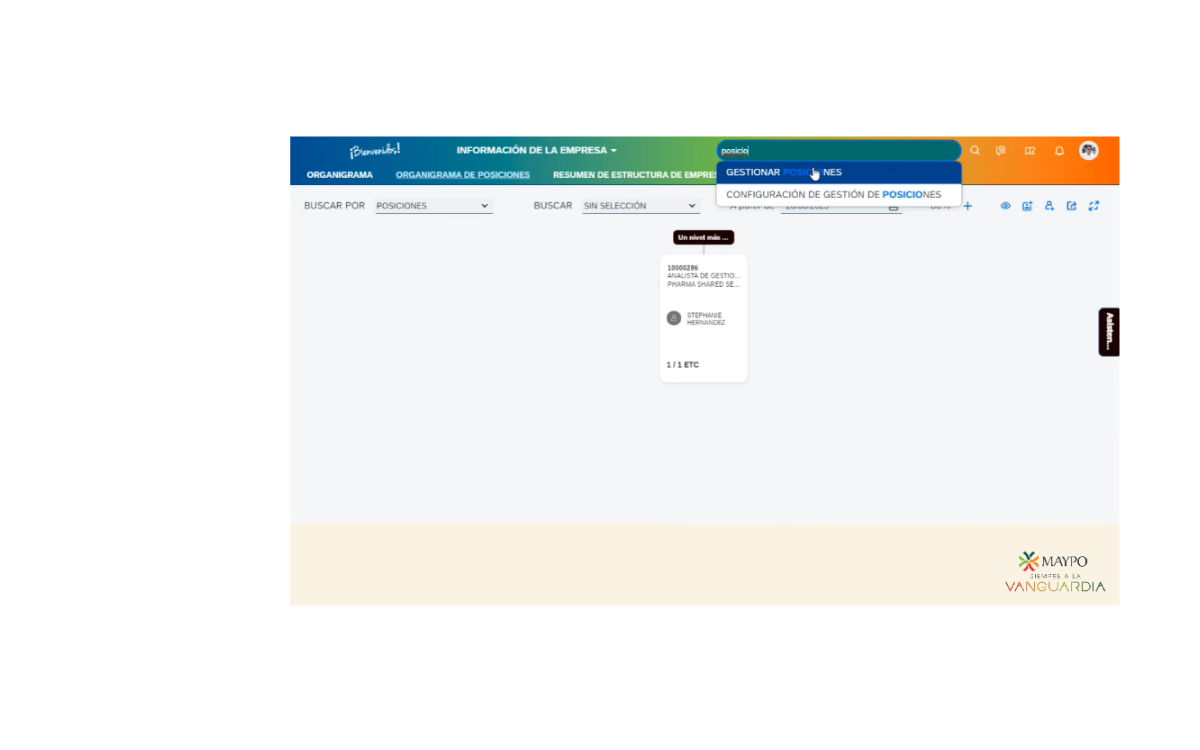 ¡Bienvenidos!
INFORMACIÓN DE LA EMPRESA
posicio
ORGANIGRAMA
ORGANIGRAMA DE POSICIONES
RESUMEN DE ESTRUCTURA DE EMPRES
GESTIONAR POSICIONES
CONFIGURACIÓN DE GESTIÓN DE POSICIONES
BUSCAR POR
POSICIONES
BUSCAR
SIN SELECCIÓN
A partir de
Un nivel más ...
10000286
ANALISTA DE GESTIO...
PHARMA SHARED SE...
STEPHANIE
HERNANDEZ
1 / 1 ETC
Asisten...
MAYPO
SIEMPRE A LA
VANGUARDIA